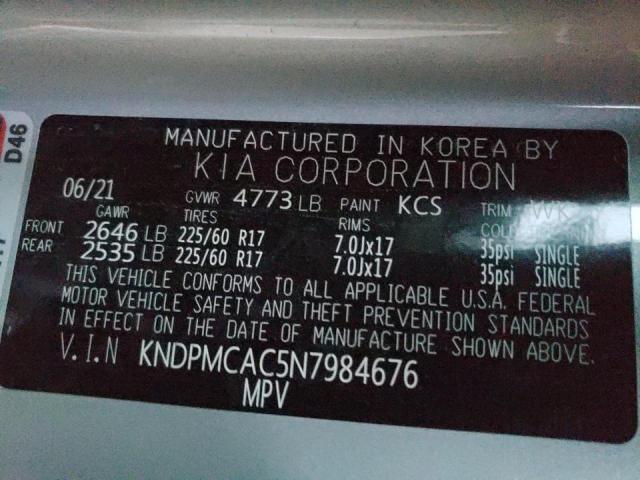 D46
MANUFACTURED IN KOREA BY
KIA CORPORATION
06/21 GVWR 4773 LB PAINT KCS TRIM WK
GAWR TIRES RIMS
FRONT 2646 LB 225/60 R17 7.0Jx17 35psi SINGLE
REAR 2535 LB 225/60 R17 7.0Jx17 35psi SINGLE
THIS VEHICLE CONFORMS TO ALL APPLICABLE U.S.A. FEDERAL
MOTOR VEHICLE SAFETY AND THEFT PREVENTION STANDARDS
IN EFFECT ON THE DATE OF MANUFACTURE SHOWN ABOVE.
V.I.N KNDPMCAC5N7984676
MPV